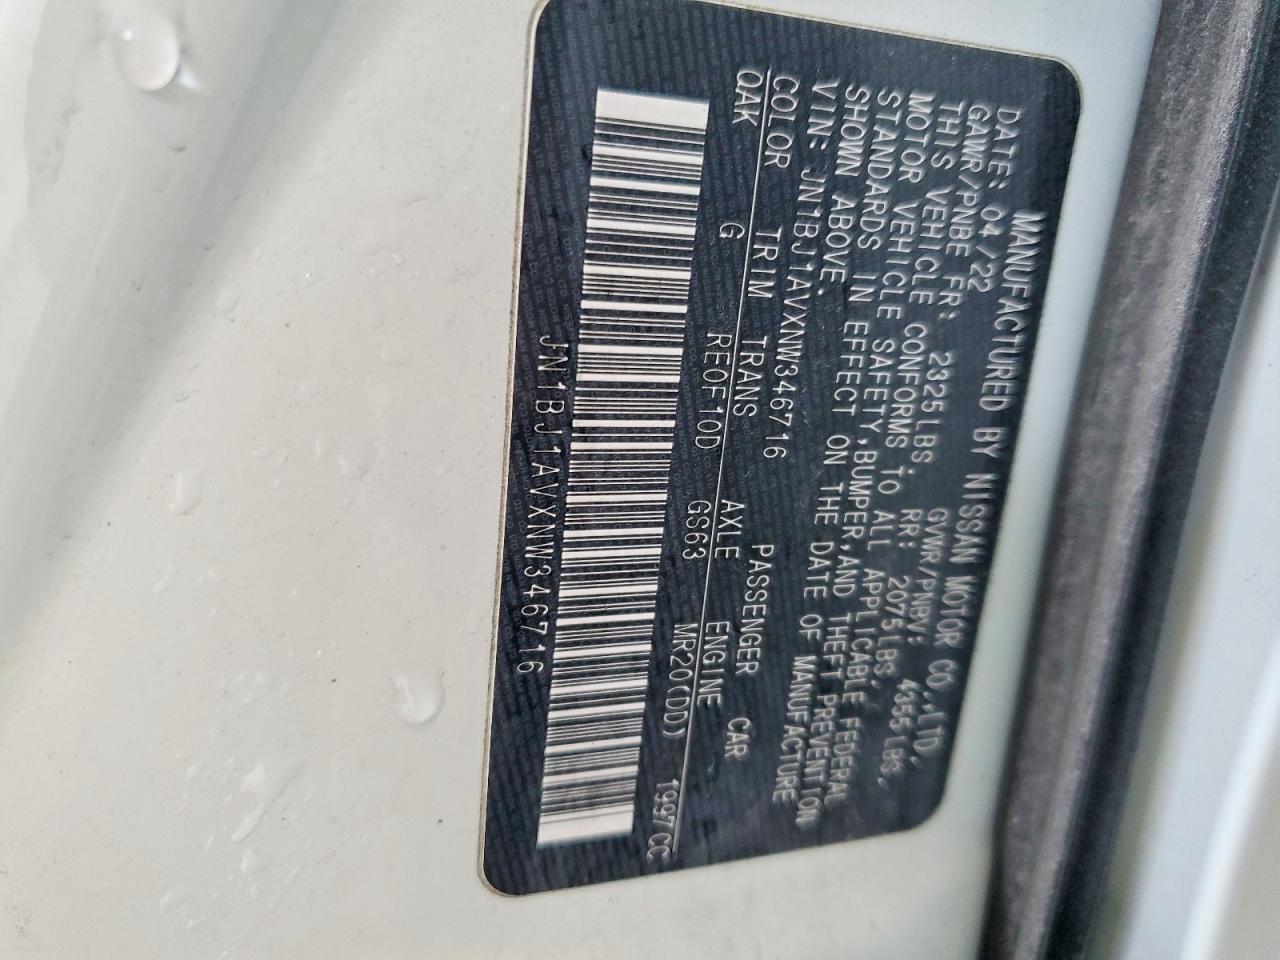 MANUFACTURED BY NISSAN MOTOR CO.,LTD.
DATE: 04/22 GVWR/PNBV: 4355LBS.
GAWR/PNBE FR: 2325LBS. RR: 2075LBS.
THIS VEHICLE CONFORMS TO ALL APPLICABLE FEDERAL
MOTOR VEHICLE SAFETY,BUMPER,AND THEFT PREVENTION
STANDARDS IN EFFECT ON THE DATE OF MANUFACTURE
SHOWN ABOVE.
VIN: JN1BJ1AVXNW346716 PASSENGER CAR
COLOR TRIM TRANS AXLE ENGINE 1997CC
QAK G RE0F10D GS63 MR20(DD)
JN1BJ1AVXNW346716